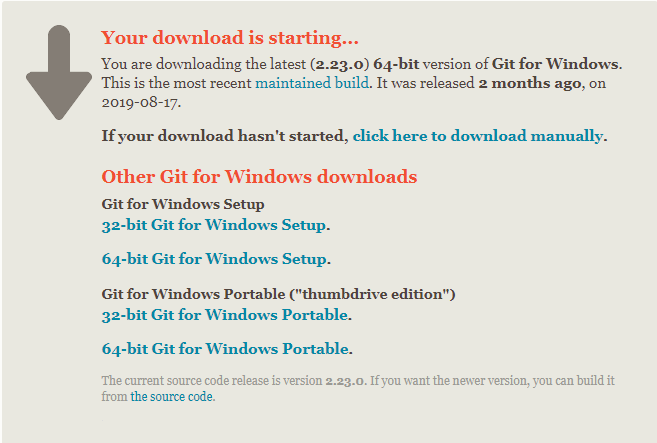 Your download is starting...
You are downloading the latest (2.23.0) 64-bit version of Git for Windows.
This is the most recent maintained build. It was released 2 months ago, on
2019-08-17.
If your download hasn't started, click here to download manually.
Other Git for Windows downloads
Git for Windows Setup
32-bit Git for Windows Setup.
64-bit Git for Windows Setup.
Git for Windows Portable ("thumbdrive edition")
32-bit Git for Windows Portable.
64-bit Git for Windows Portable.
The current source code release is version 2.23.0. If you want the newer version, you can build it
from the source code.